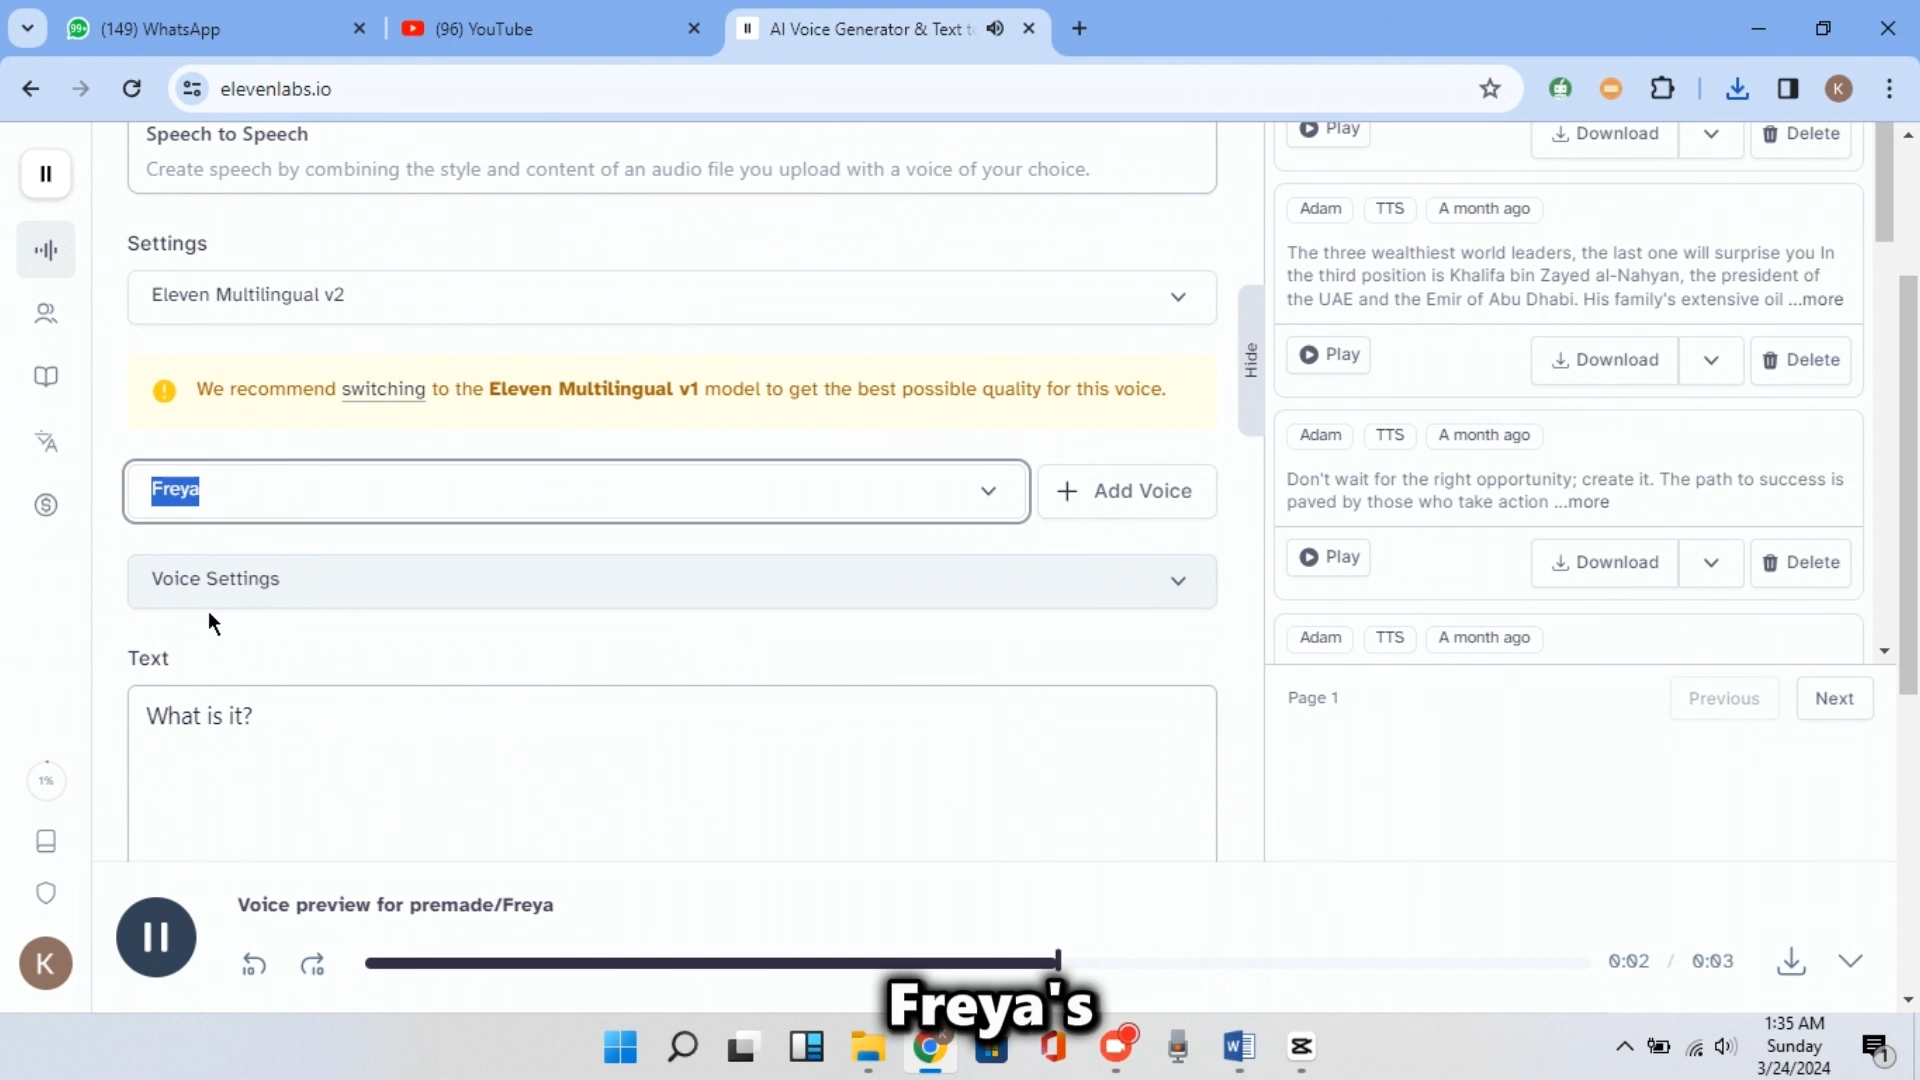 (149) WhatsApp
(96) YouTube
AI Voice Generator & Text to
elevenlabs.io
K
Speech to Speech
Create speech by combining the style and content of an audio file you upload with a voice of your choice.
Settings
Eleven Multilingual v2
We recommend switching to the Eleven Multilingual v1 model to get the best possible quality for this voice.
Freya
Add Voice
Voice Settings
Text
What is it?
Hide
Play
Download
Delete
Adam TTS A month ago
The three wealthiest world leaders, the last one will surprise you In
the third position is Khalifa bin Zayed al-Nahyan, the president of
the UAE and the Emir of Abu Dhabi. His family's extensive oil ...more
Play
Download
Delete
Adam TTS A month ago
Don't wait for the right opportunity; create it. The path to success is
paved by those who take action ...more
Play
Download
Delete
Adam TTS A month ago
Page 1
Previous
Next
1%
K
Voice preview for premade/Freya
10
10
0:02 / 0:03
Freya's
1:35 AM
Sunday
3/24/2024
1